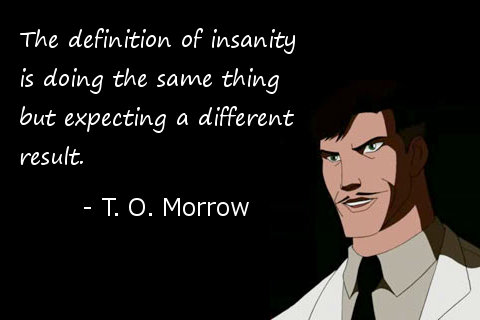 The definition of insanity
is doing the same thing
but expecting a different
result.
- T. O. Morrow